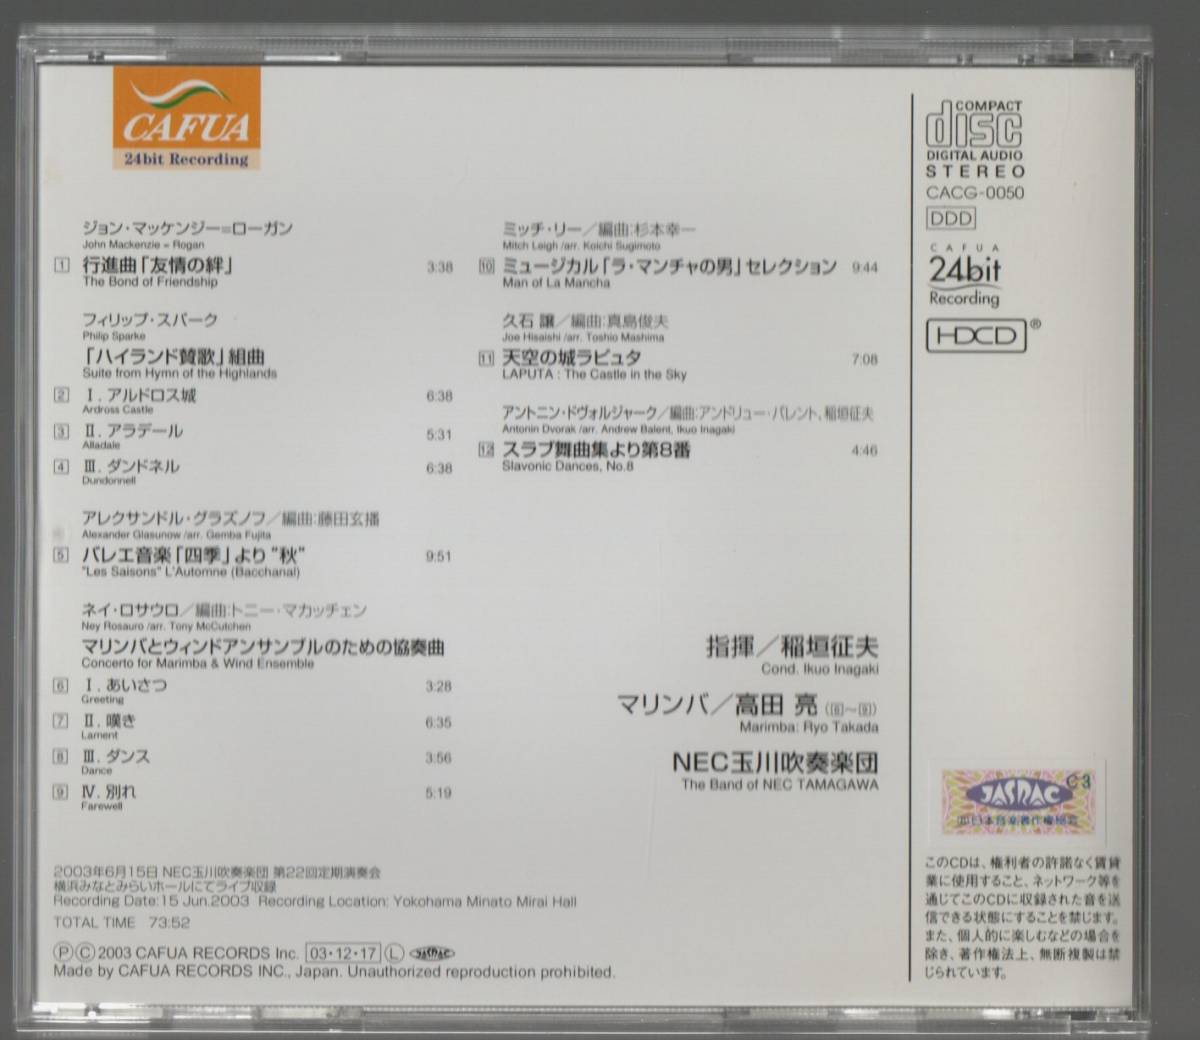 CAFUA
24bit Recording
ジョン・マッケンジー=ローガン
John Mackenzie = Rogan
1 行進曲「友情の絆」 3:38
The Bond of Friendship
フィリップ・スパーク
Philip Sparke
「ハイランド賛歌」組曲
Suite from Hymn of the Highlands
2 Ⅰ. アルドロス城 6:38
Ardross Castle
3 Ⅱ. アラデール 5:31
Alladale
4 Ⅲ. ダンドネル 6:38
Dundonnell
アレクサンドル・グラズノフ／編曲:藤田玄播
Alexander Glasunow /arr. Gemba Fujita
5 バレエ音楽「四季」より"秋" 9:51
"Les Saisons" L'Automne (Bacchanal)
ネイ・ロサウロ／編曲:トニー・マカッチェン
Ney Rosauro /arr. Tony McCutchen
マリンバとウィンドアンサンブルのための協奏曲
Concerto for Marimba & Wind Ensemble
6 Ⅰ. あいさつ 3:28
Greeting
7 Ⅱ. 嘆き 6:35
Lament
8 Ⅲ. ダンス 3:56
Dance
9 Ⅳ. 別れ 5:19
Farewell
ミッチ・リー／編曲:杉本幸一
Mitch Leigh /arr. Koichi Sugimoto
10 ミュージカル「ラ・マンチャの男」セレクション 9:44
Man of La Mancha
久石 譲／編曲:真島俊夫
Joe Hisaishi /arr. Toshio Mashima
11 天空の城ラピュタ 7:08
LAPUTA : The Castle in the Sky
アントニン・ドヴォルジャーク／編曲:アンドリュー・バレント、稲垣征夫
Antonin Dvorak /arr. Andrew Balent, Ikuo Inagaki
12 スラブ舞曲集より第8番 4:46
Slavonic Dances, No.8
指揮／稲垣征夫
Cond. Ikuo Inagaki
マリンバ／高田 亮 (6～9)
Marimba: Ryo Takada
NEC玉川吹奏楽団
The Band of NEC TAMAGAWA
2003年6月15日 NEC玉川吹奏楽団 第22回定期演奏会
横浜みなとみらいホールにてライブ収録
Recording Date:15 Jun.2003 Recording Location: Yokohama Minato Mirai Hall
TOTAL TIME 73:52
ⓅⒸ2003 CAFUA RECORDS Inc. 03・12・17 Ⓛ JASRAC
Made by CAFUA RECORDS INC., Japan. Unauthorized reproduction prohibited.
COMPACT
disc
DIGITAL AUDIO
STEREO
CACG-0050
DDD
CAFUA
24bit
Recording
HDCD®
JASRAC C3
㈳日本音楽著作権協会
このCDは、権利者の許諾なく賃貸
業に使用すること、ネットワーク等を
通じてこのCDに収録された音を送
信できる状態にすることを禁じます。
また、個人的に楽しむなどの場合を
除き、著作権法上、無断複製は禁
じられています。